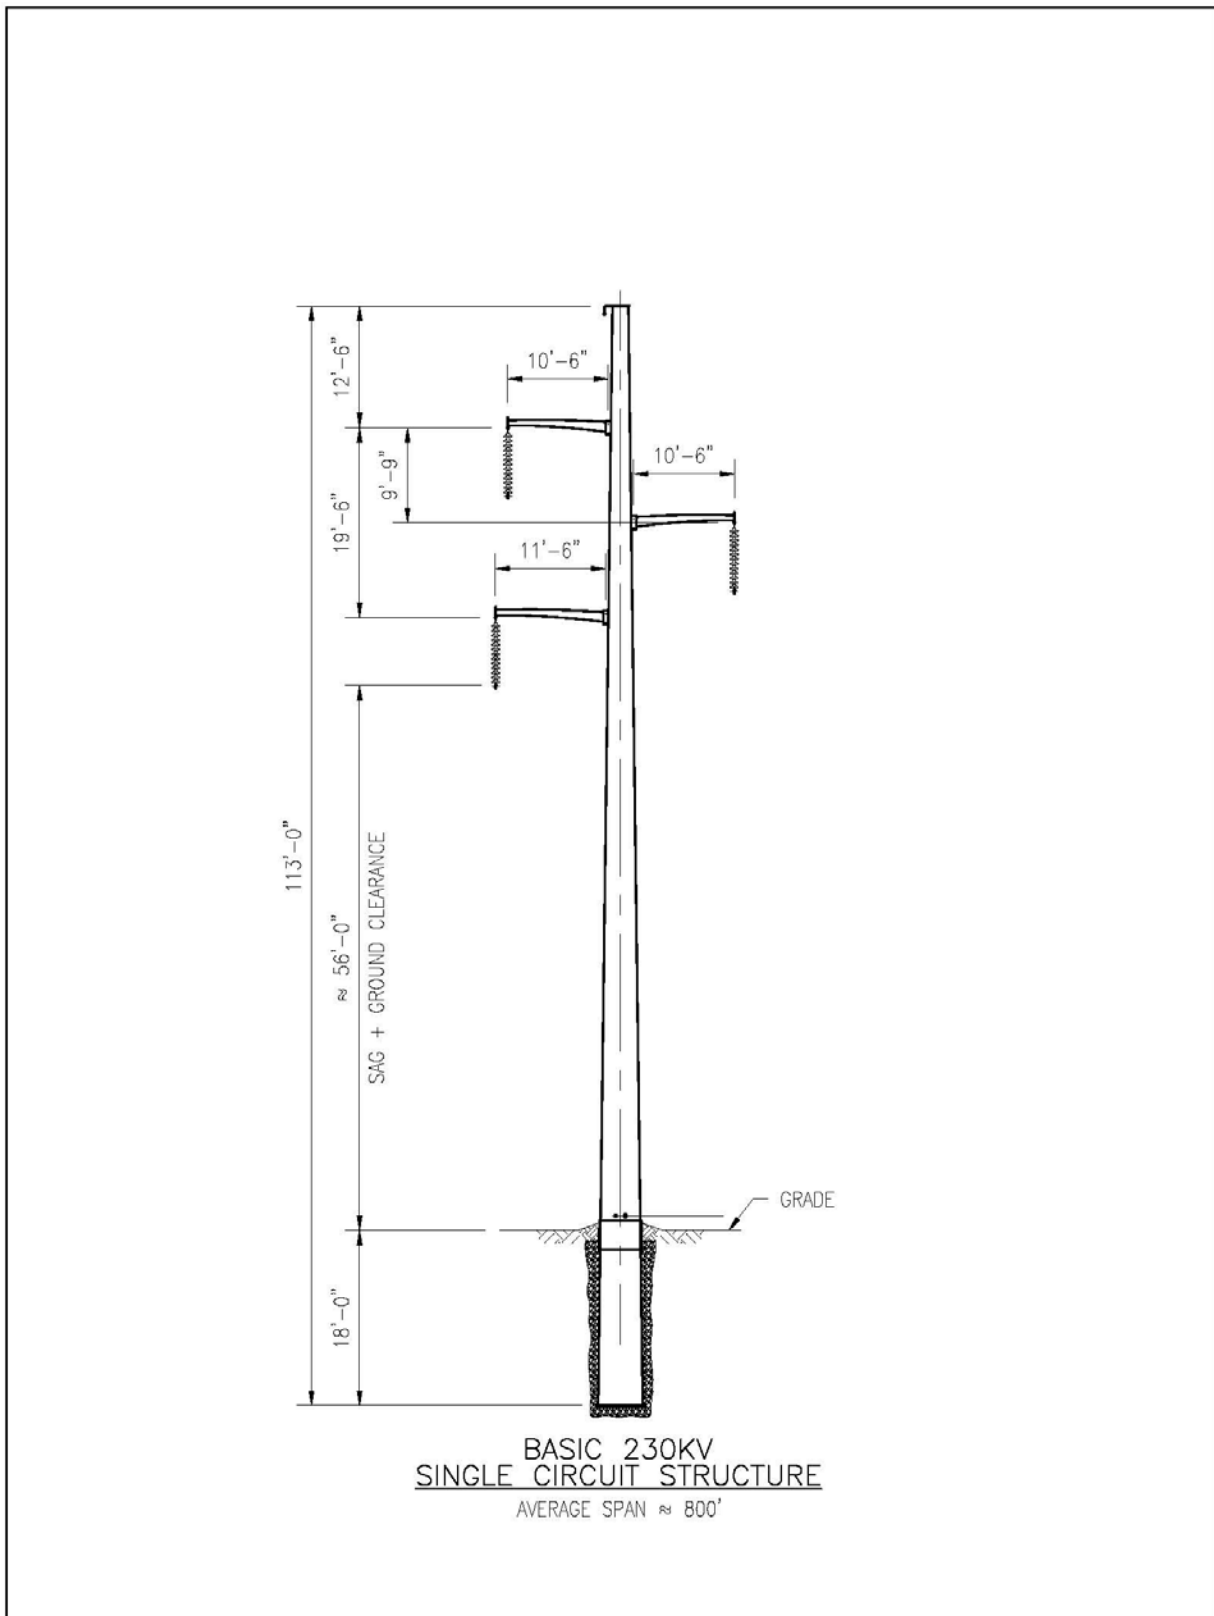 12'-6"
10'-6"
9'-9"
10'-6"
19'-6"
11'-6"
113'-0"
≈ 56'-0"
SAG + GROUND CLEARANCE
GRADE
18'-0"
BASIC 230KV
SINGLE CIRCUIT STRUCTURE
AVERAGE SPAN ≈ 800'